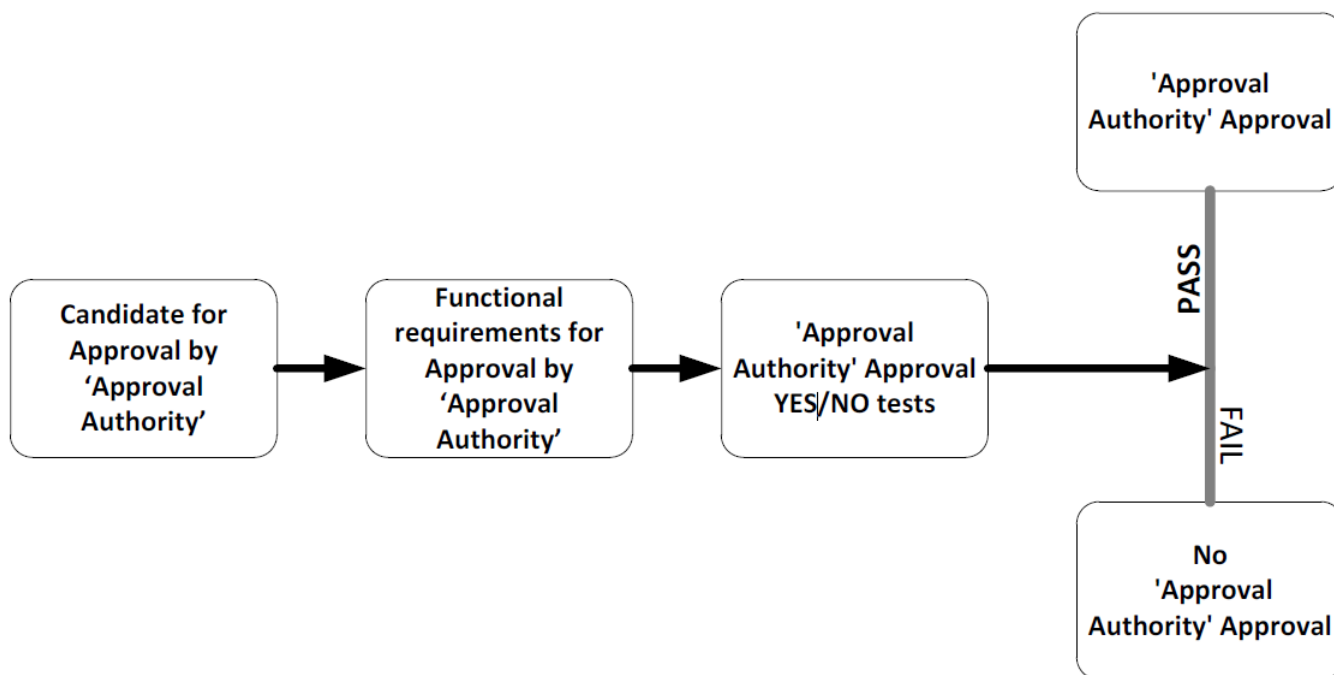 'Approval
Authority' Approval
PASS
Candidate for
Approval by
‘Approval
Authority’
Functional
requirements for
Approval by
‘Approval
Authority’
'Approval
Authority' Approval
YES/NO tests
FAIL
No
'Approval
Authority' Approval